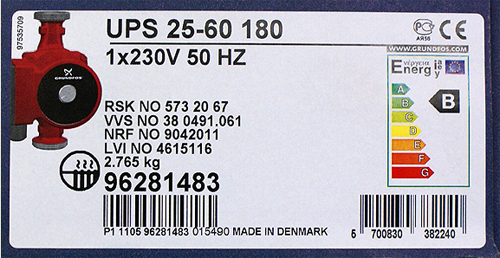 97535709
GRUNDFOS
UPS 25-60 180
1x230V 50 HZ
АЯ56
WWW.GRUNDFOS.COM
RSK NO 573 20 67
VVS NO 38 0491.061
NRF NO 9042011
LVI NO 4615116
2.765 kg
96281483
P1 1105 96281483 015490 MADE IN DENMARK
Energ
A
B
C
D
E
F
G
B
5 700830 382240